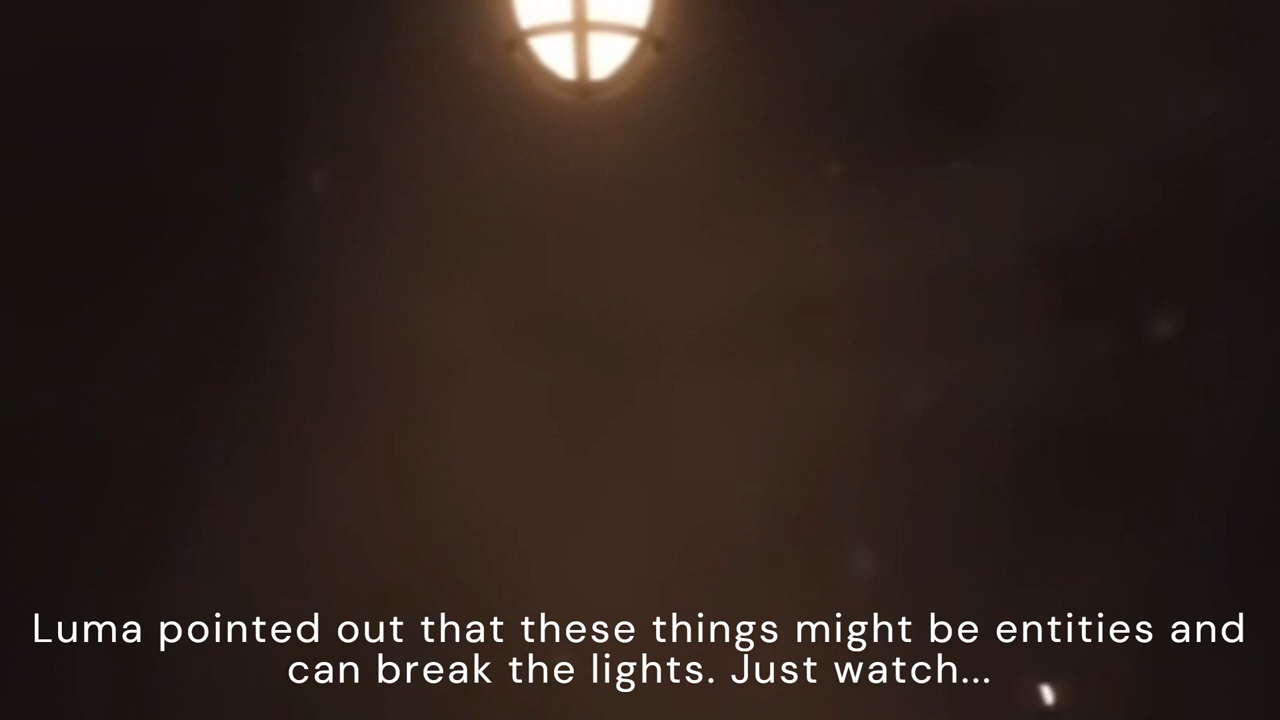 Luma pointed out that these things might be entities and
can break the lights. Just watch...